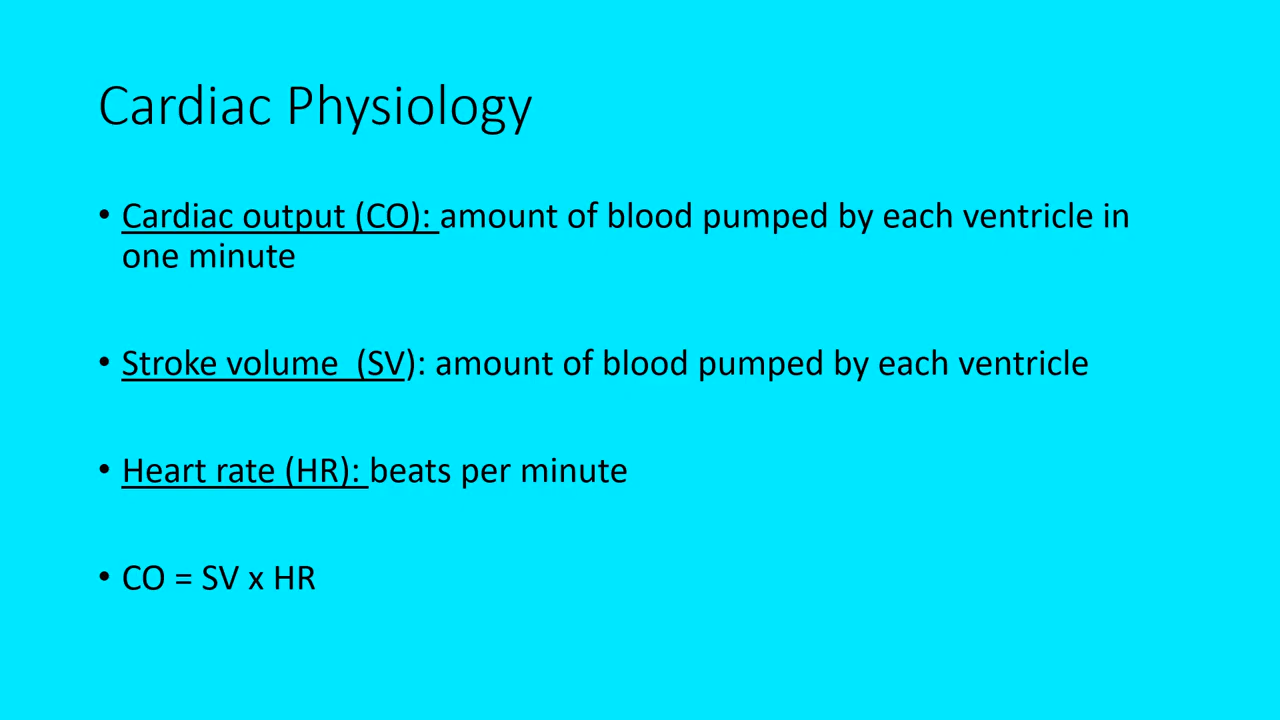 Cardiac Physiology
• Cardiac output (CO): amount of blood pumped by each ventricle in
one minute
• Stroke volume  (SV): amount of blood pumped by each ventricle
• Heart rate (HR): beats per minute
• CO = SV x HR